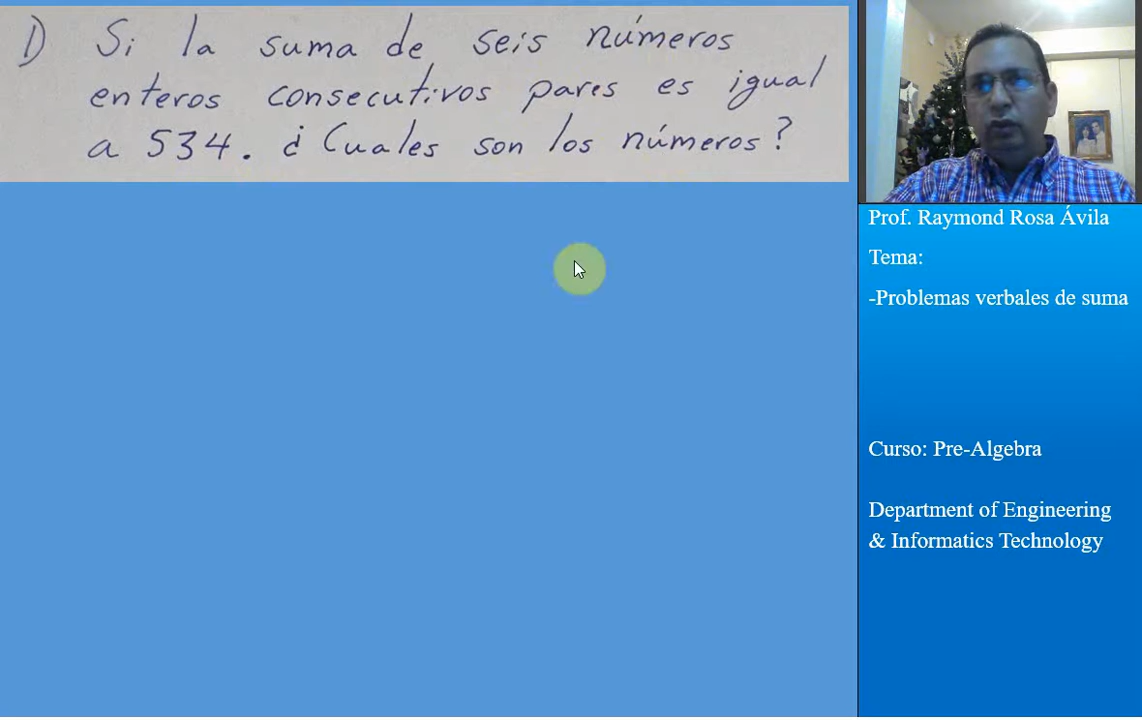 1) Si la suma de seis números
enteros consecutivos pares es igual
a 534. ¿Cuales son los números?
Prof. Raymond Rosa Ávila
Tema:
-Problemas verbales de suma
Curso: Pre-Algebra
Department of Engineering
& Informatics Technology